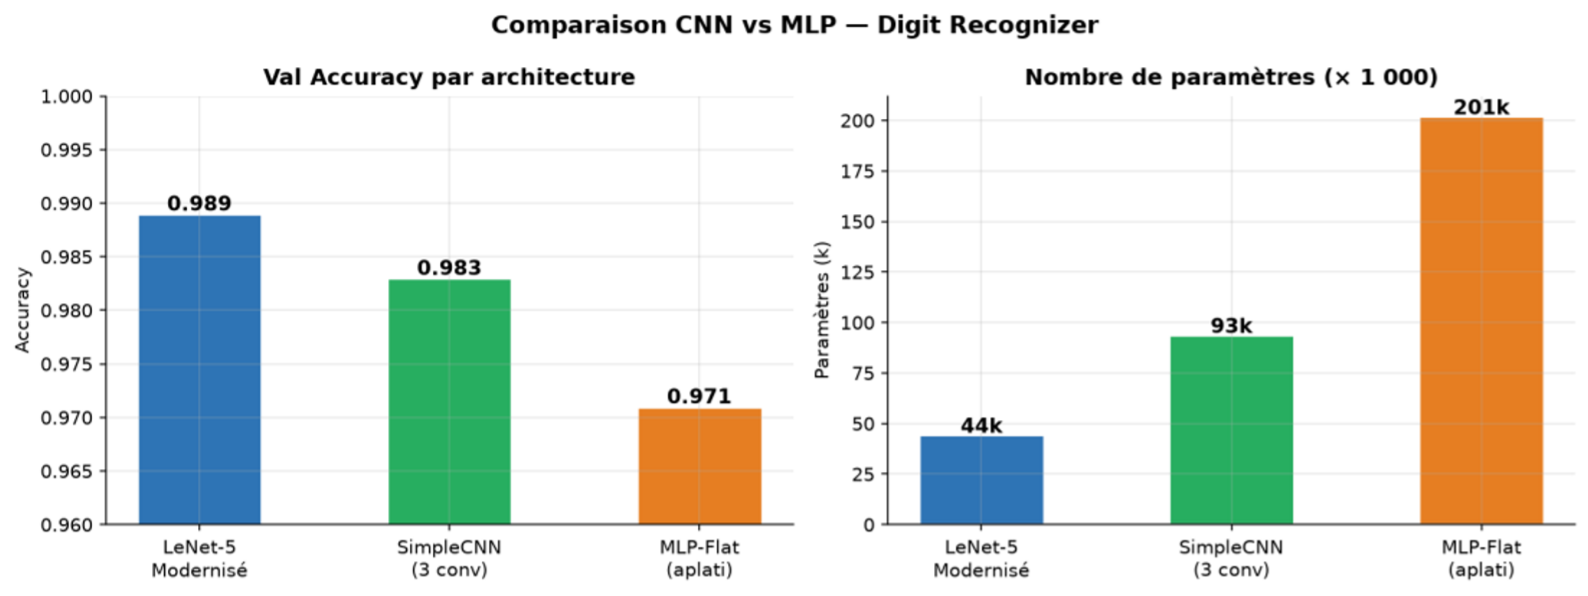 Comparaison CNN vs MLP — Digit Recognizer
Val Accuracy par architecture
Accuracy
1.000
0.995
0.990
0.985
0.980
0.975
0.970
0.965
0.960
0.989
0.983
0.971
LeNet-5
Modernisé
SimpleCNN
(3 conv)
MLP-Flat
(aplati)
Nombre de paramètres (× 1 000)
Paramètres (k)
200
175
150
125
100
75
50
25
0
44k
93k
201k
LeNet-5
Modernisé
SimpleCNN
(3 conv)
MLP-Flat
(aplati)